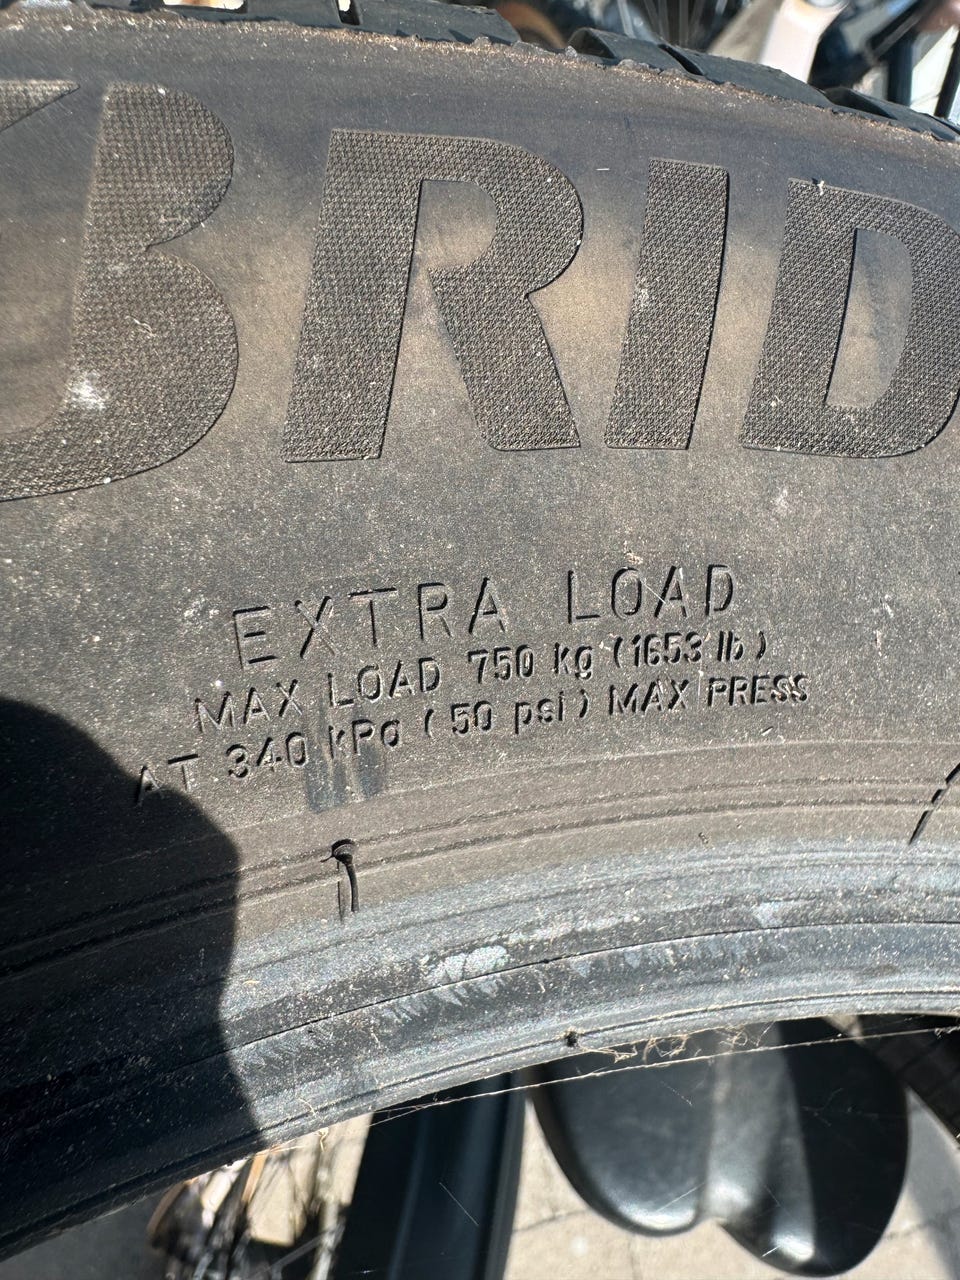 BRID
EXTRA LOAD
MAX LOAD 750 kg (1653 lb)
AT 340 kPa (50 psi) MAX PRESS